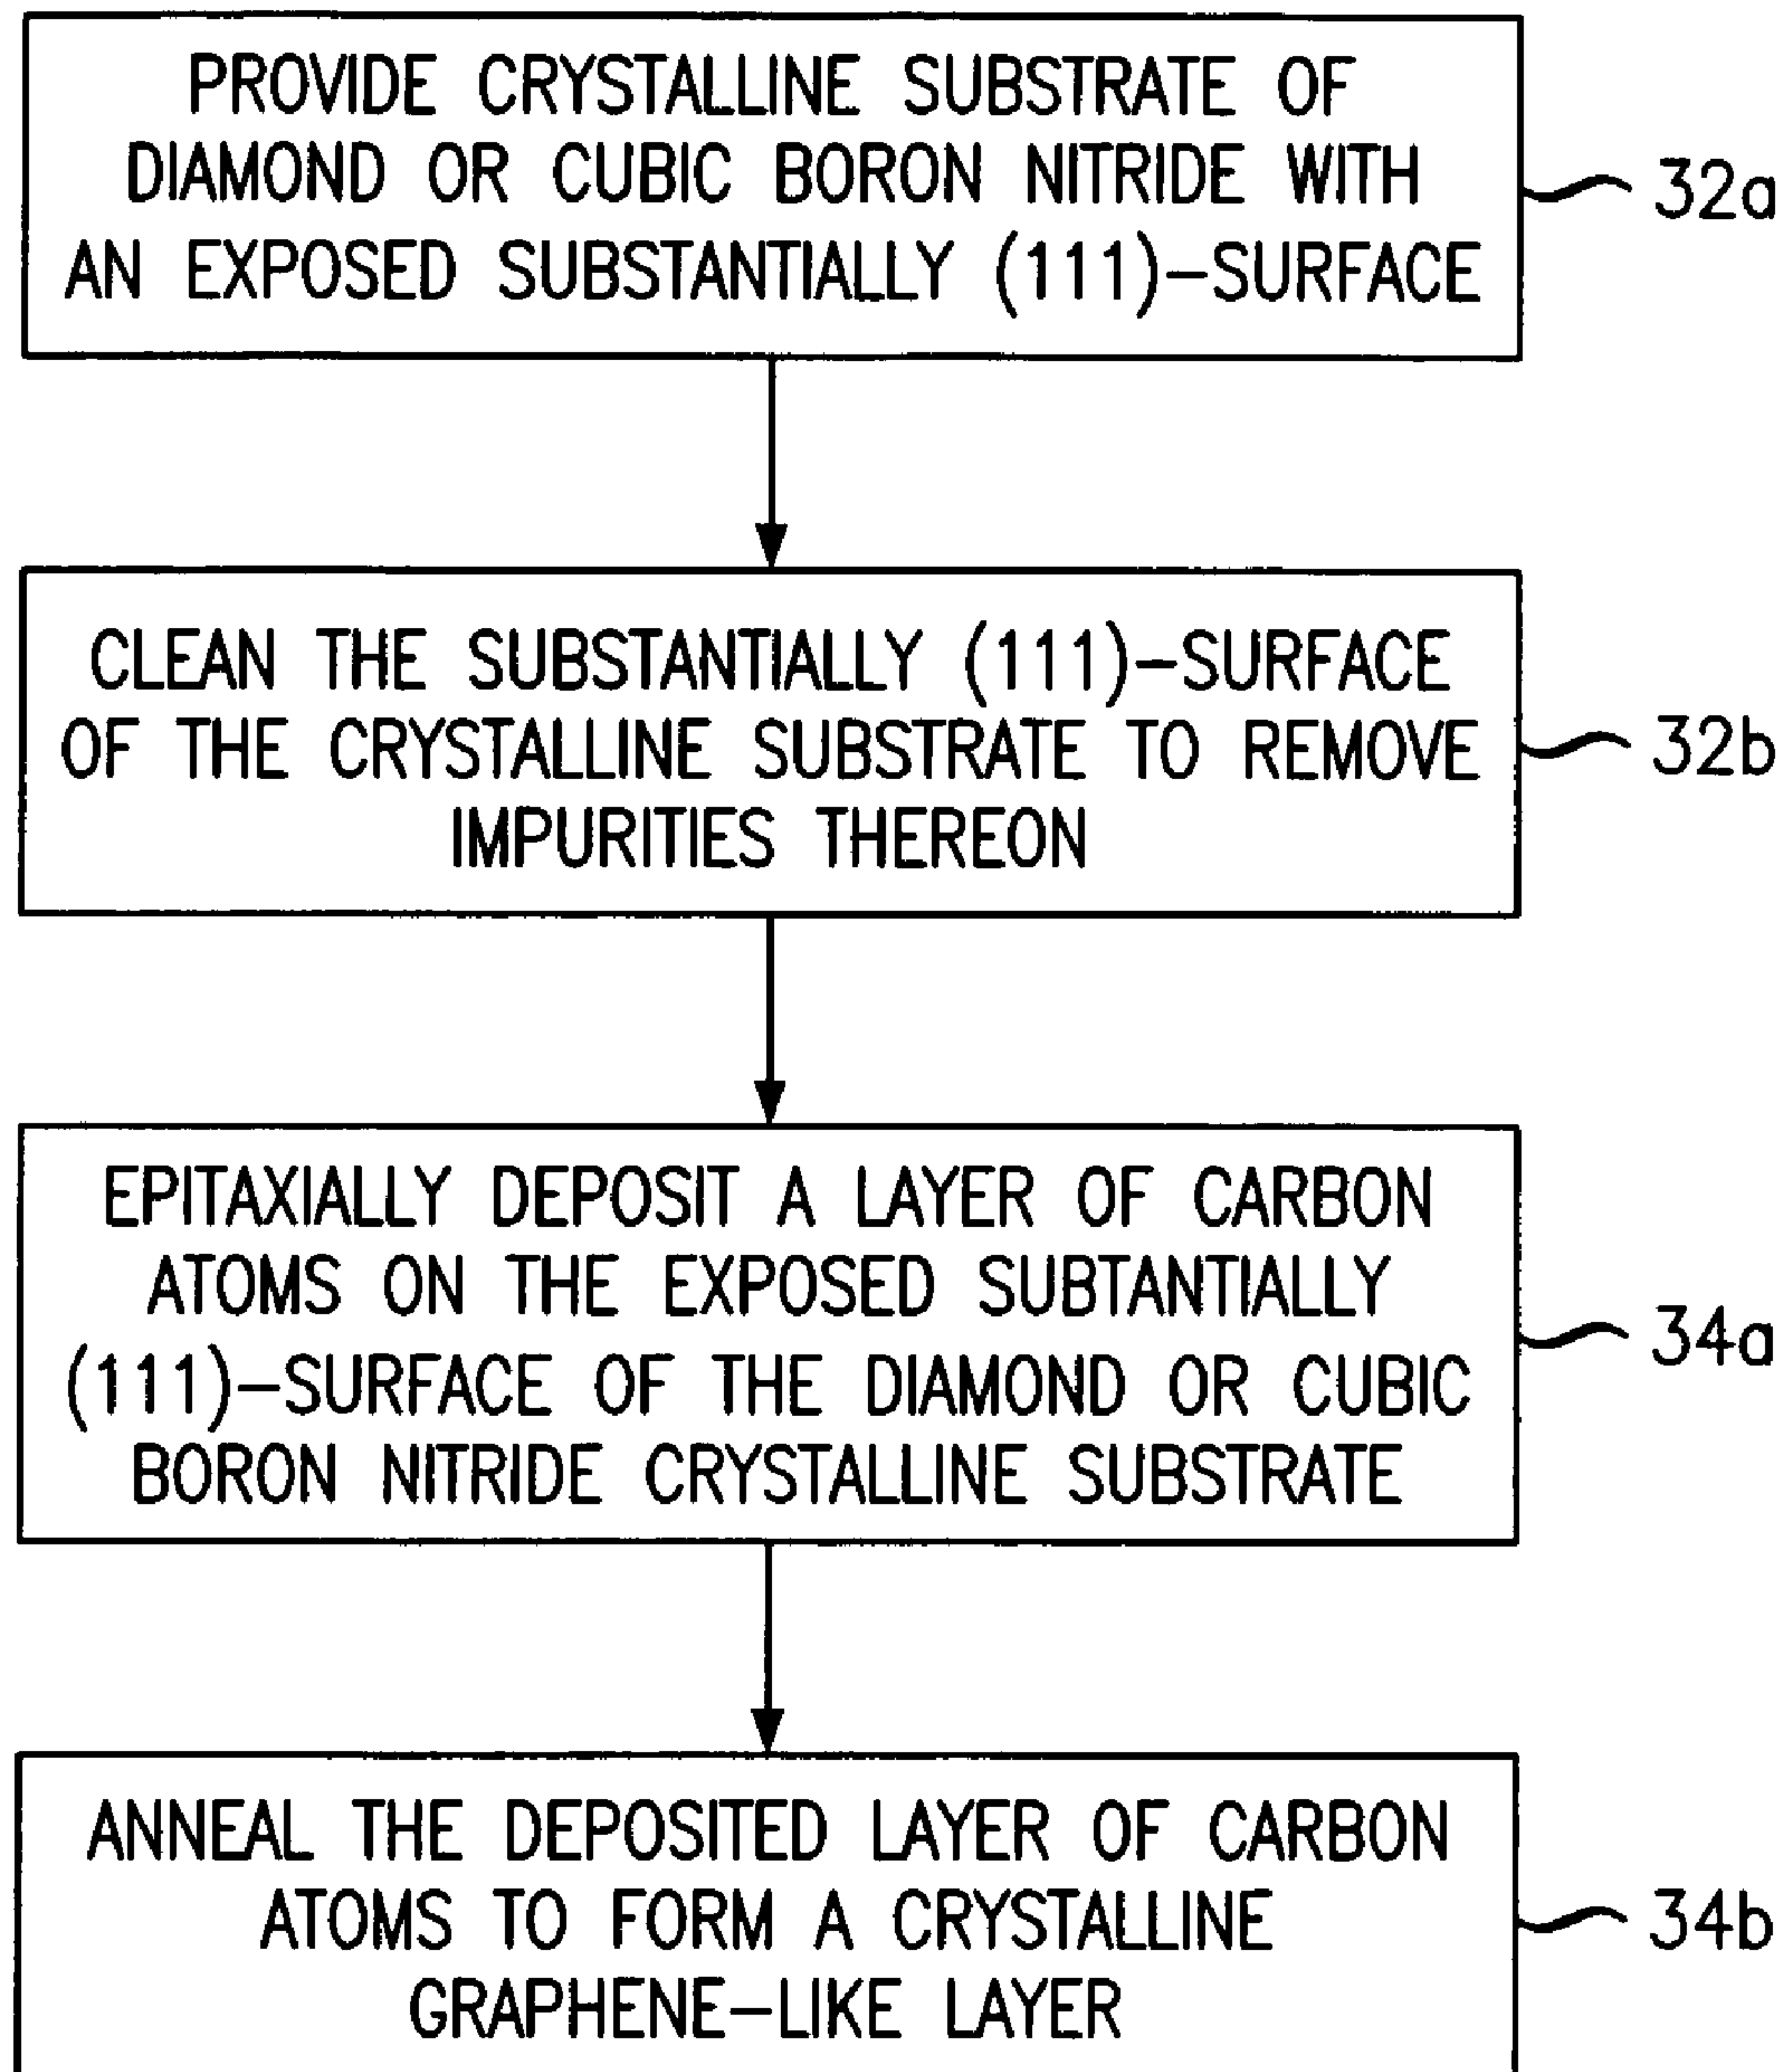 PROVIDE CRYSTALLINE SUBSTRATE OF
DIAMOND OR CUBIC BORON NITRIDE WITH
AN EXPOSED SUBSTANTIALLY (111)–SURFACE
32a
CLEAN THE SUBSTANTIALLY (111)–SURFACE
OF THE CRYSTALLINE SUBSTRATE TO REMOVE
IMPURITIES THEREON
32b
EPITAXIALLY DEPOSIT A LAYER OF CARBON
ATOMS ON THE EXPOSED SUBTANTIALLY
(111)–SURFACE OF THE DIAMOND OR CUBIC
BORON NITRIDE CRYSTALLINE SUBSTRATE
34a
ANNEAL THE DEPOSITED LAYER OF CARBON
ATOMS TO FORM A CRYSTALLINE
GRAPHENE–LIKE LAYER
34b